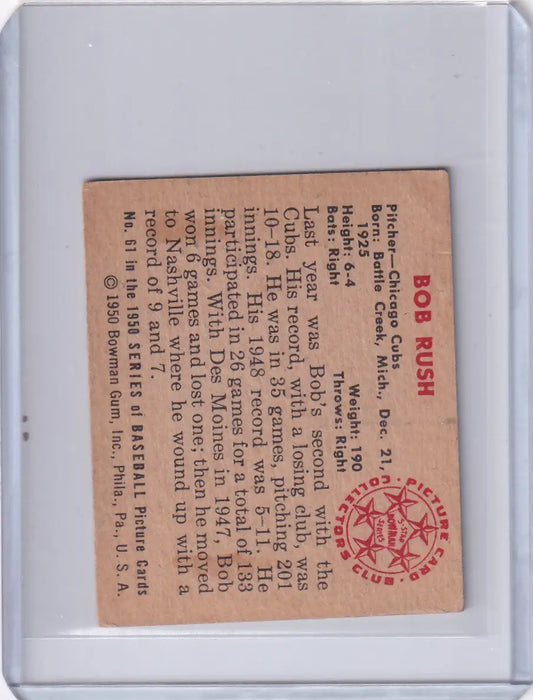 BOB RUSH
Pitcher—Chicago Cubs
Born: Battle Creek, Mich., Dec. 21,
1925
Height: 6-4 Weight: 190
Bats: Right Throws: Right
Last year was Bob's second with the
Cubs. His record, with a losing club, was
10-18. He was in 35 games, pitching 201
innings. His 1948 record was 5-11. He
participated in 26 games for a total of 133
innings. With Des Moines in 1947, Bob
won 6 games and lost one; then he moved
to Nashville where he wound up with a
record of 9 and 7.
No. 61 in the 1950 SERIES of BASEBALL Picture Cards
© 1950 Bowman Gum, Inc., Phila., Pa., U. S. A.
PICTURE CARD
COLLECTORS CLUB
5-STAR
BOWMAN
SERIES